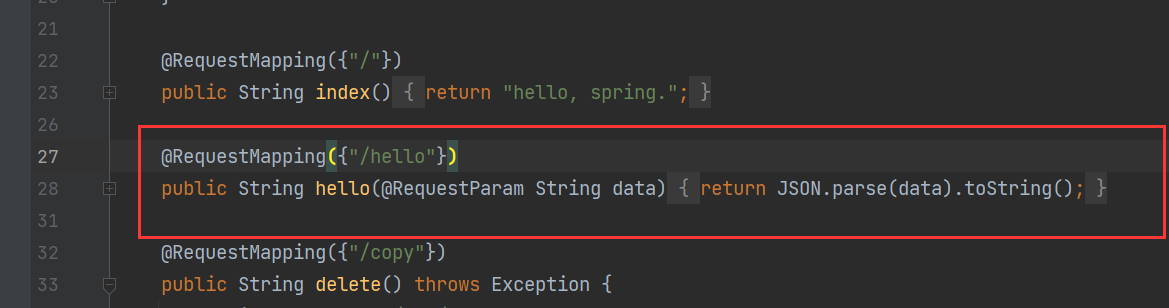 21
22 @RequestMapping({"/"})
23 public String index() { return "hello, spring."; }
26
27 @RequestMapping({"/hello"})
28 public String hello(@RequestParam String data) { return JSON.parse(data).toString(); }
31
32 @RequestMapping({"/copy"})
33 public String delete() throws Exception {